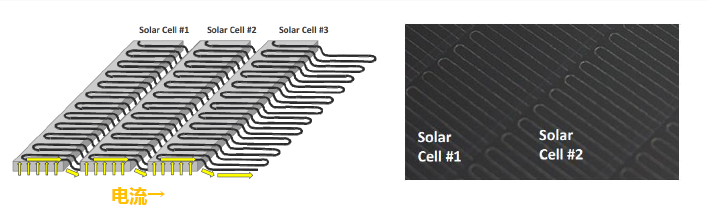 Solar Cell #1 Solar Cell #2 Solar Cell #3
电流→
Solar
Cell #1
Solar
Cell #2